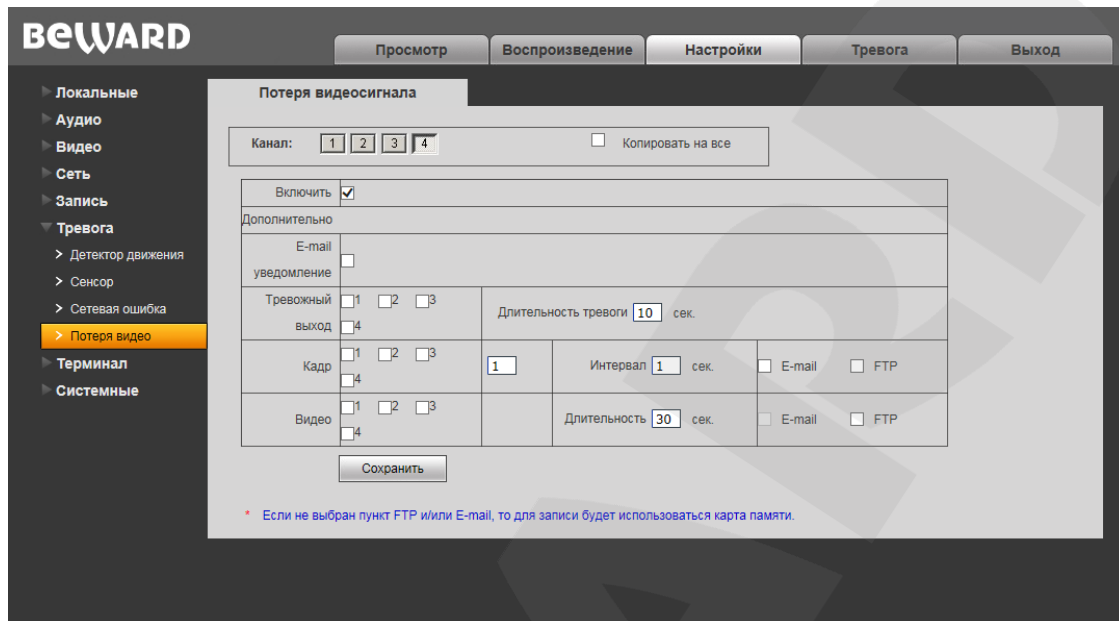 BEWARD
Просмотр Воспроизведение Настройки Тревога Выход
Локальные
Аудио
Видео
Сеть
Запись
Тревога
> Детектор движения
> Сенсор
> Сетевая ошибка
> Потеря видео
Терминал
Системные
Потеря видеосигнала
Канал: 1 2 3 4 Копировать на все
Включить
Дополнительно
E-mail
уведомление
Тревожный 1 2 3
выход 4
Длительность тревоги 10 сек.
Кадр 1 2 3
4
1 Интервал 1 сек. E-mail FTP
Видео 1 2 3
4
Длительность 30 сек. E-mail FTP
Сохранить
* Если не выбран пункт FTP и/или E-mail, то для записи будет использоваться карта памяти.